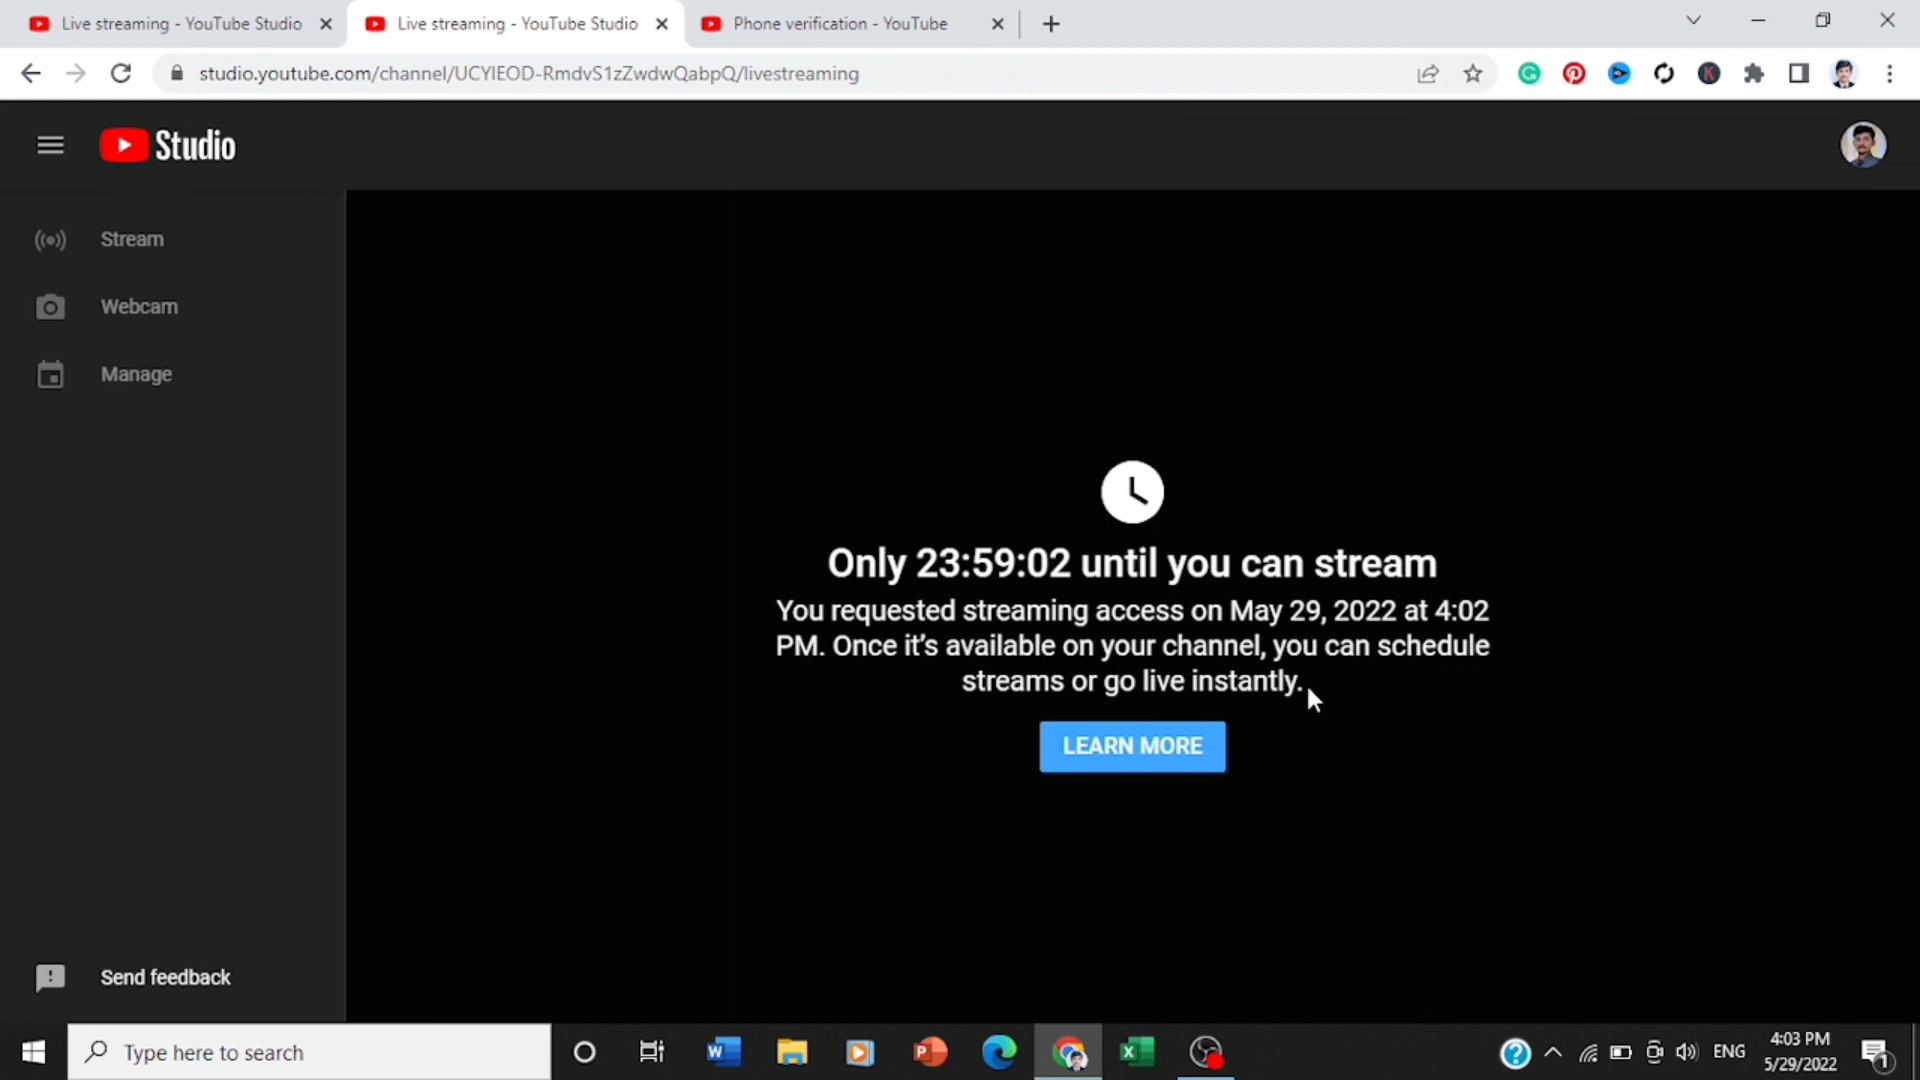 Live streaming - YouTube Studio
Live streaming - YouTube Studio
Phone verification - YouTube
studio.youtube.com/channel/UCYIEOD-RmdvS1zZwdwQabpQ/livestreaming
Studio
Stream
Webcam
Manage
Only 23:59:02 until you can stream
You requested streaming access on May 29, 2022 at 4:02
PM. Once it's available on your channel, you can schedule
streams or go live instantly.
LEARN MORE
Send feedback
Type here to search
ENG
4:03 PM
5/29/2022
1